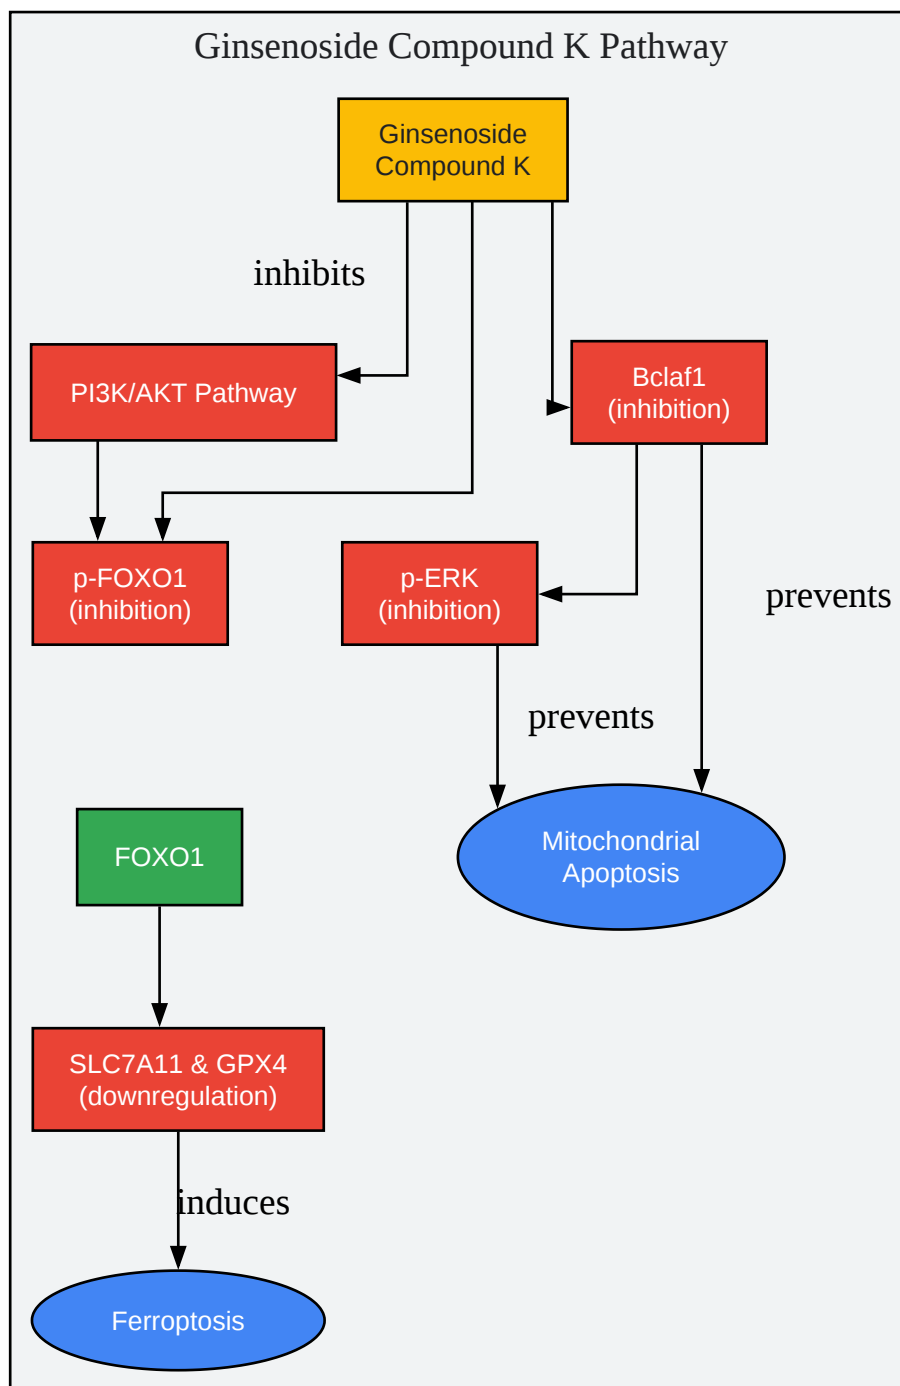 Ginsenoside Compound K Pathway
Ginsenoside
Compound K
inhibits
PI3K/AKT Pathway
Bclaf1
(inhibition)
p-FOXO1
(inhibition)
p-ERK
(inhibition)
prevents
prevents
FOXO1
Mitochondrial
Apoptosis
SLC7A11 & GPX4
(downregulation)
induces
Ferroptosis